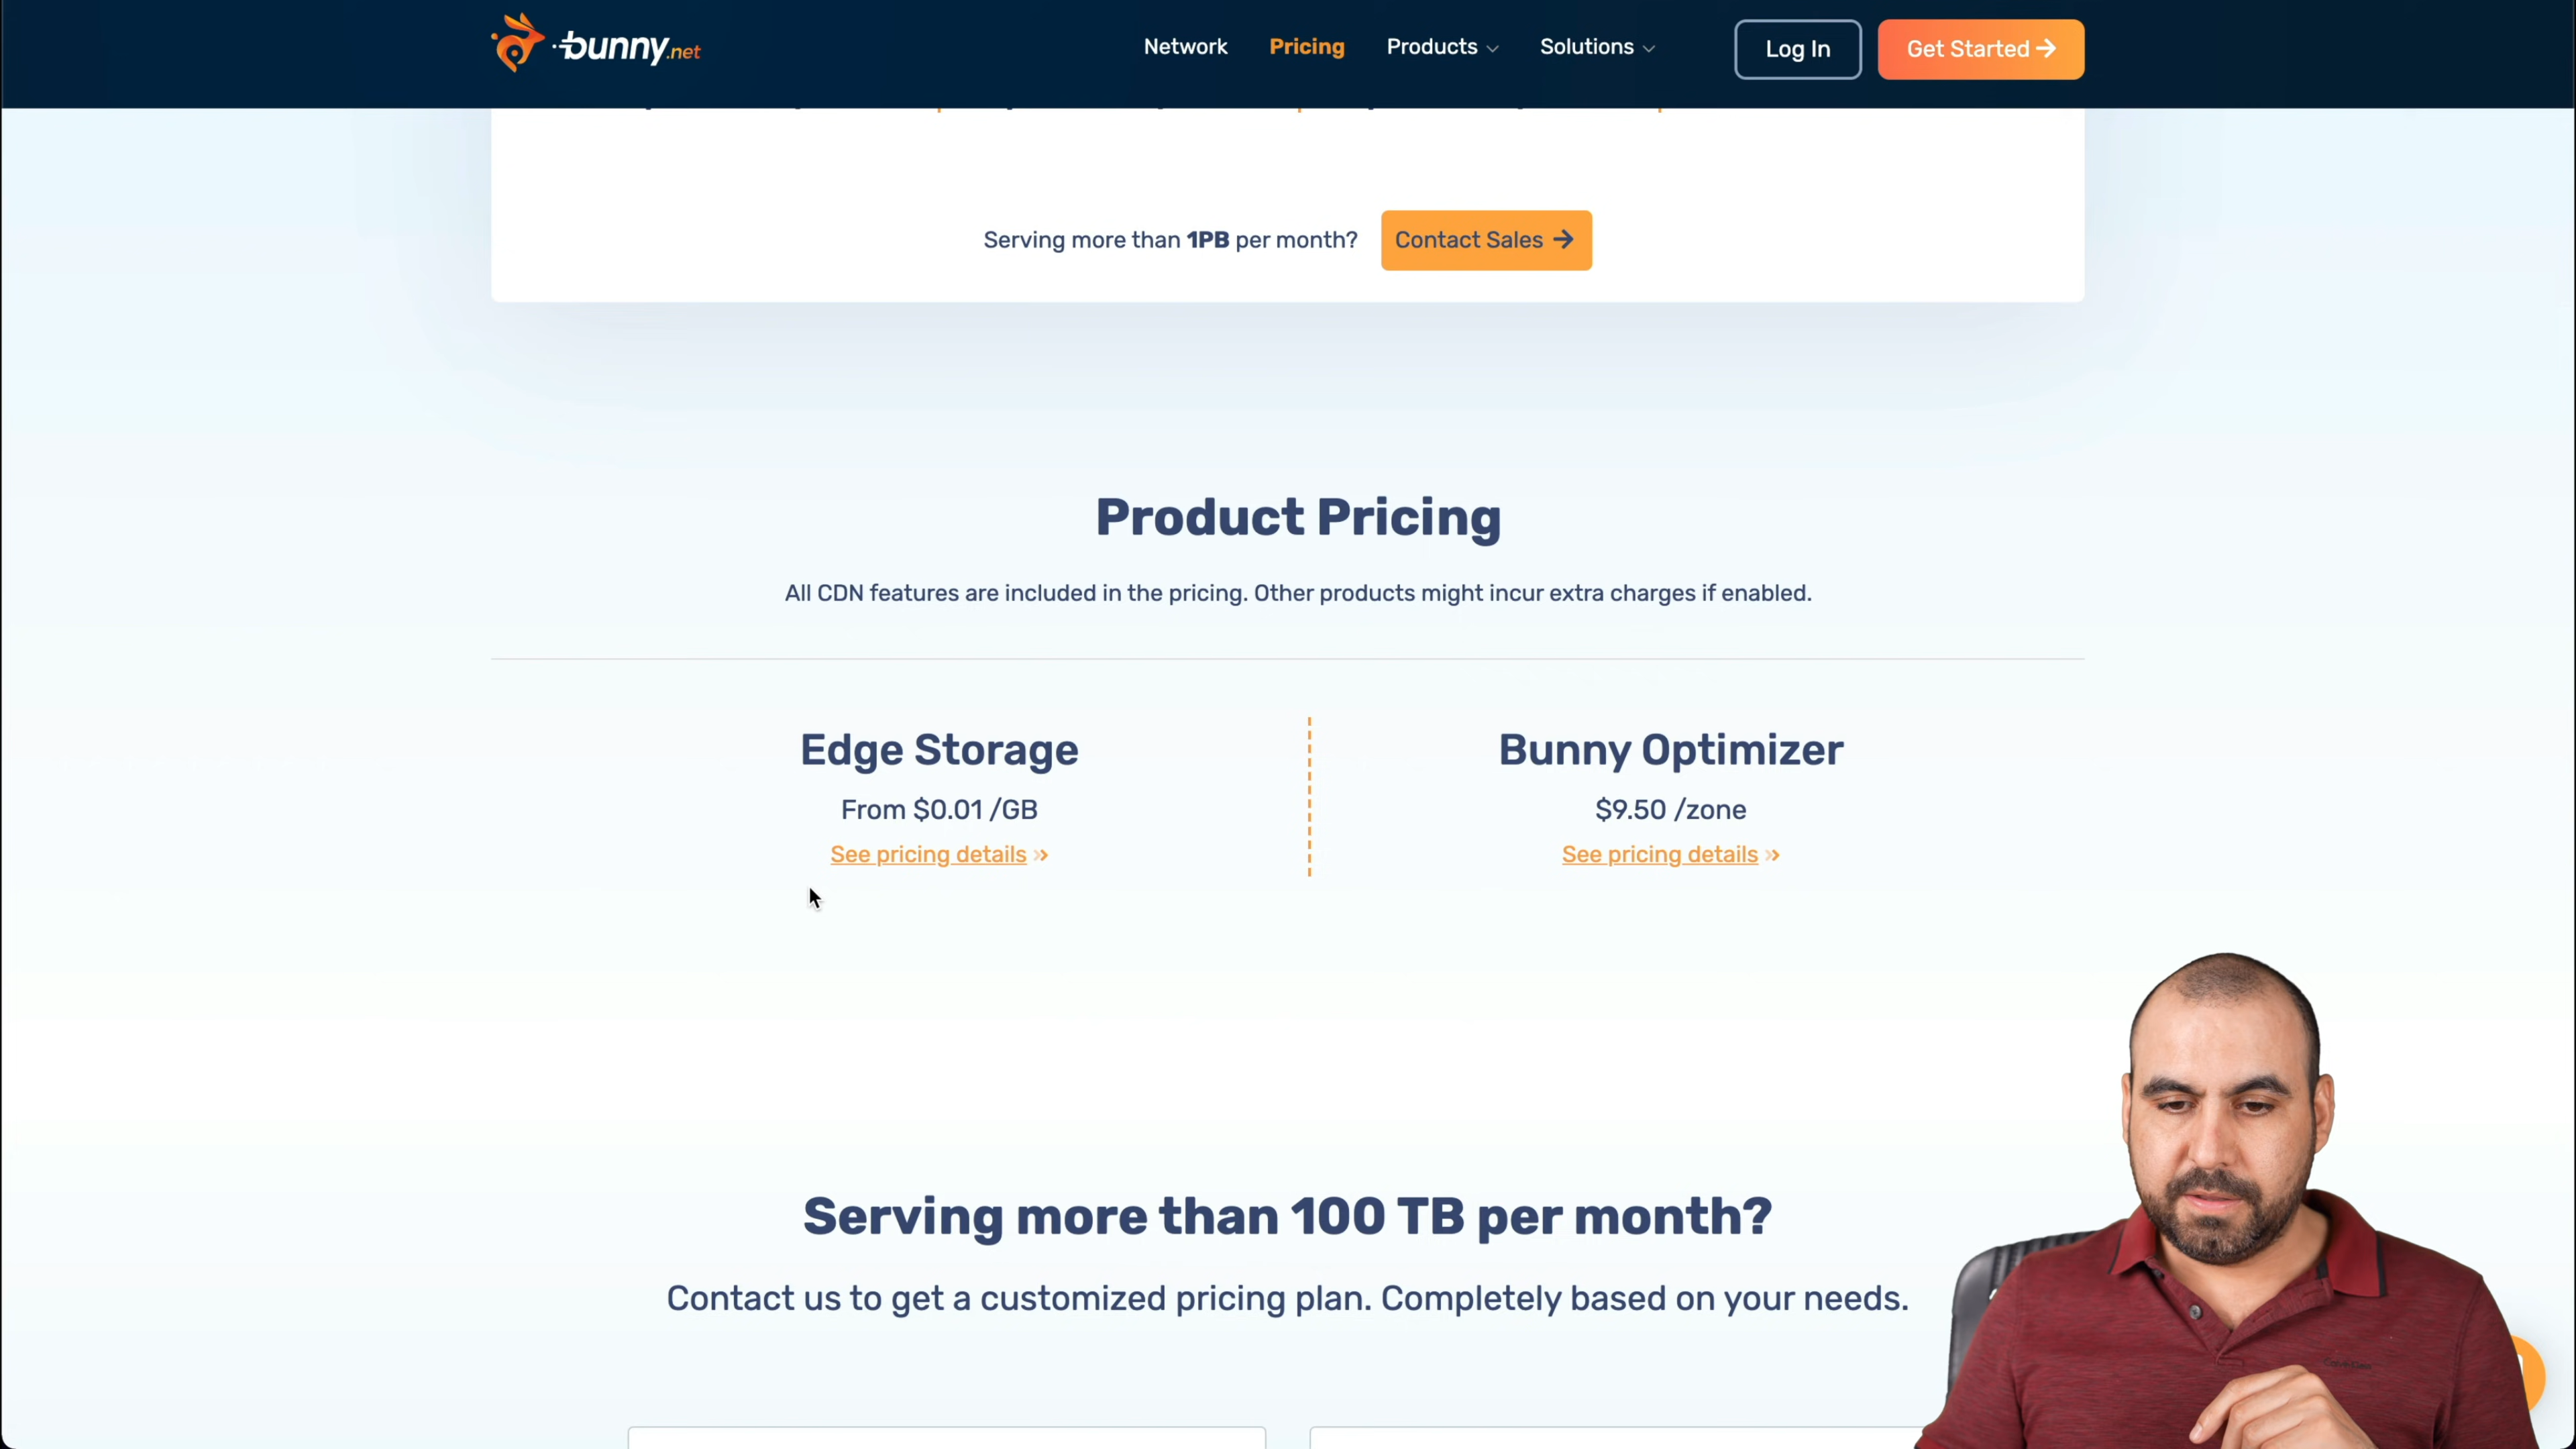 bunny.net
Network Pricing Products Solutions Log In Get Started
Serving more than 1PB per month? Contact Sales
Product Pricing
All CDN features are included in the pricing. Other products might incur extra charges if enabled.
Edge Storage
From $0.01 /GB
See pricing details »
Bunny Optimizer
$9.50 /zone
See pricing details »
Serving more than 100 TB per month?
Contact us to get a customized pricing plan. Completely based on your needs.